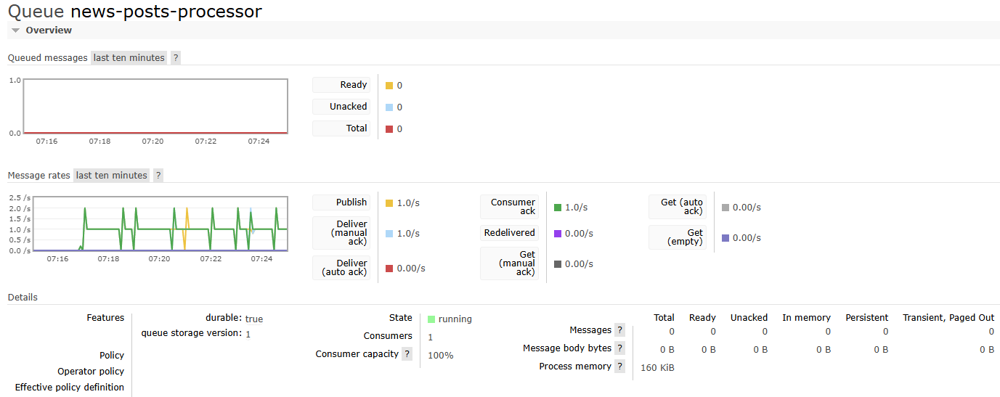 Queue news-posts-processor
Overview
Queued messages last ten minutes ?
1.0
0.0
07:16 07:18 07:20 07:22 07:24
Ready 0
Unacked 0
Total 0
Message rates last ten minutes ?
2.5 /s
2.0 /s
1.5 /s
1.0 /s
0.5 /s
0.0 /s
07:16 07:18 07:20 07:22 07:24
Publish 1.0/s
Deliver
(manual 1.0/s
ack)
Deliver
(auto ack) 0.00/s
Consumer
ack 1.0/s
Redelivered 0.00/s
Get
(manual 0.00/s
ack)
Get (auto
ack) 0.00/s
Get
(empty) 0.00/s
Details
Features durable: true
queue storage version: 1
Policy
Operator policy
Effective policy definition
State running
Consumers 1
Consumer capacity ? 100%
Total Ready Unacked In memory Persistent Transient, Paged Out
Messages ? 0 0 0 0 0 0
Message body bytes ? 0 B 0 B 0 B 0 B 0 B 0 B
Process memory ? 160 KiB